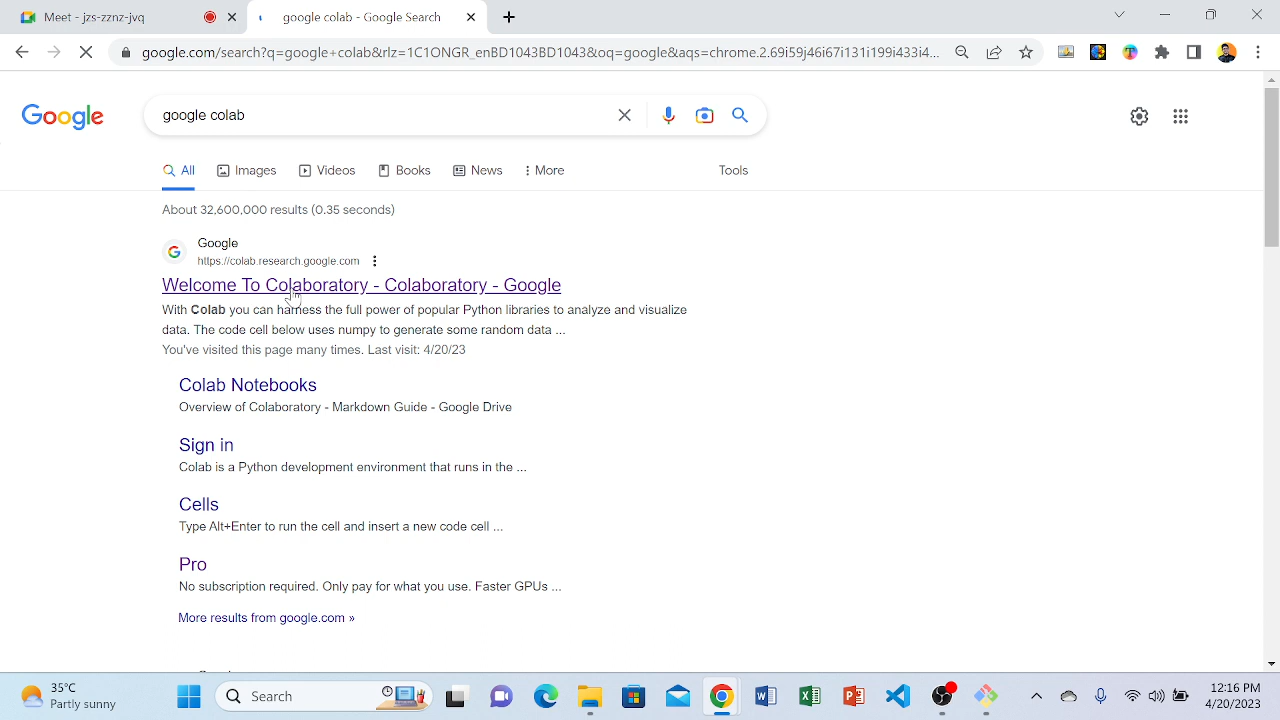 Meet - jzs-zznz-jvq
google colab - Google Search
google.com/search?q=google+colab&rlz=1C1ONGR_enBD1043BD1043&oq=google&aqs=chrome.2.69i59j46i67i131i199i433i4...
Google
google colab
All
Images
Videos
Books
News
More
Tools
About 32,600,000 results (0.35 seconds)
Google
https://colab.research.google.com
Welcome To Colaboratory - Colaboratory - Google
With Colab you can harness the full power of popular Python libraries to analyze and visualize
data. The code cell below uses numpy to generate some random data ...
You've visited this page many times. Last visit: 4/20/23
Colab Notebooks
Overview of Colaboratory - Markdown Guide - Google Drive
Sign in
Colab is a Python development environment that runs in the ...
Cells
Type Alt+Enter to run the cell and insert a new code cell ...
Pro
No subscription required. Only pay for what you use. Faster GPUs ...
More results from google.com »
35°C
Partly sunny
Search
12:16 PM
4/20/2023